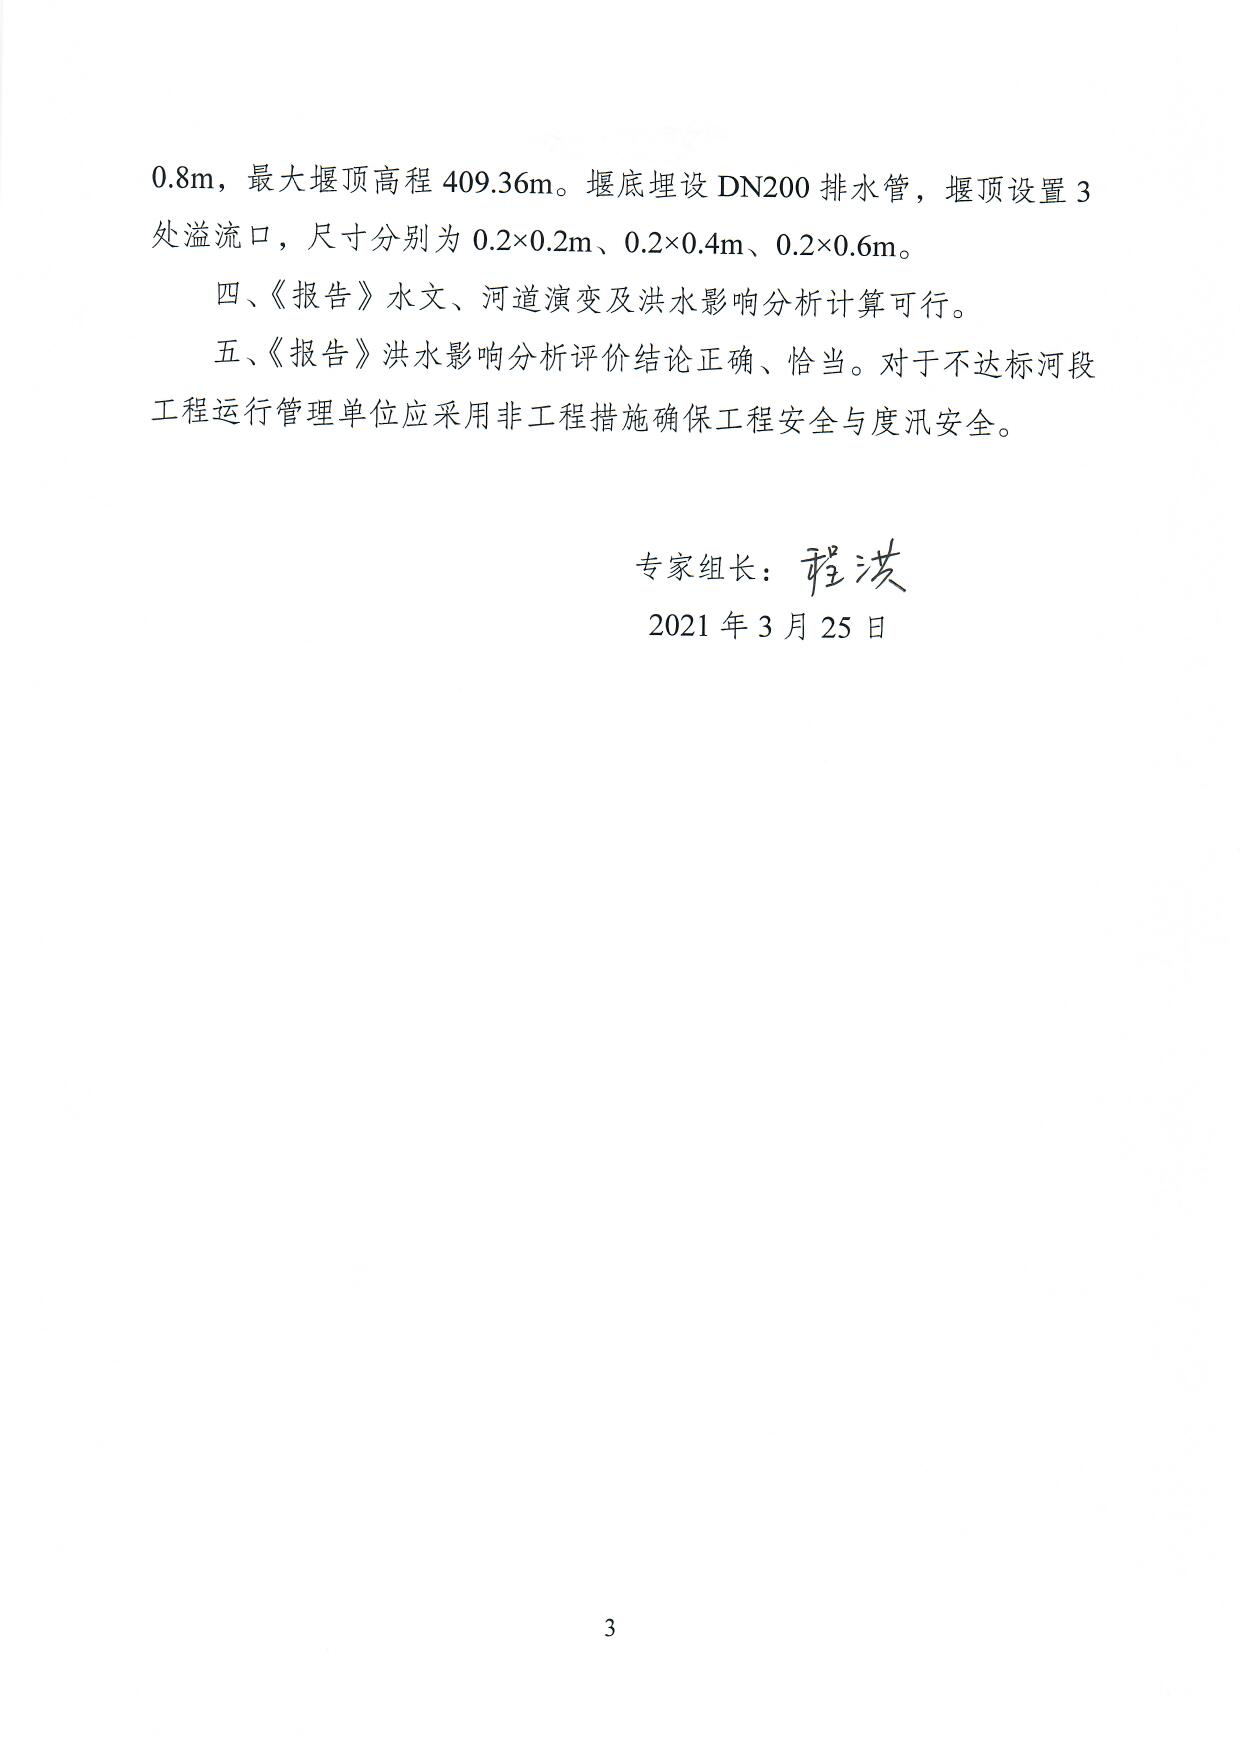 0.8m，最大堰顶高程 409.36m。堰底埋设 DN200 排水管，堰顶设置 3
处溢流口，尺寸分别为 0.2×0.2m、0.2×0.4m、0.2×0.6m。
四、《报告》水文、河道演变及洪水影响分析计算可行。
五、《报告》洪水影响分析评价结论正确、恰当。对于不达标河段
工程运行管理单位应采用非工程措施确保工程安全与度汛安全。
专家组长：程洪
2021 年 3 月 25 日
3